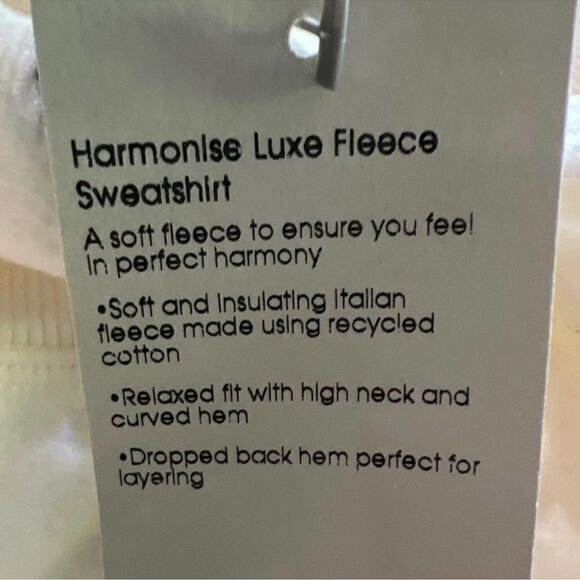 Harmonise Luxe Fleece
Sweatshirt
A soft fleece to ensure you feel
in perfect harmony
•Soft and insulating Italian
fleece made using recycled
cotton
•Relaxed fit with high neck and
curved hem
•Dropped back hem perfect for
layering